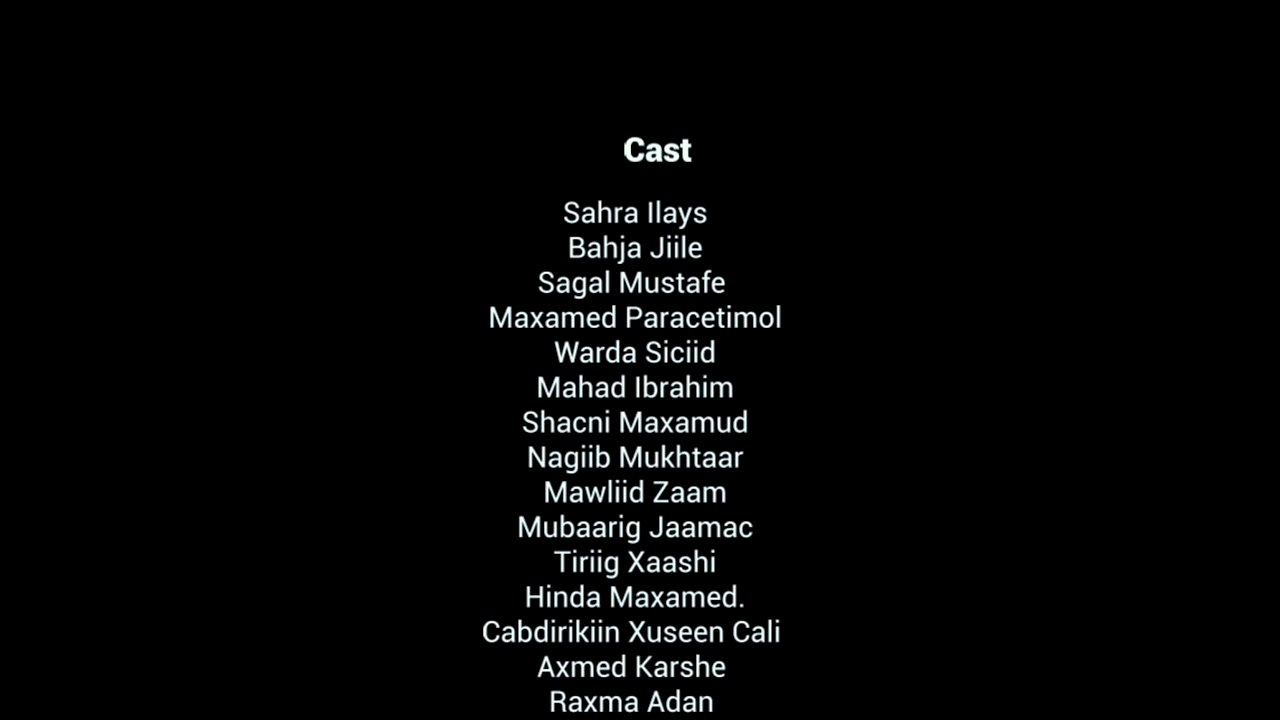 Cast
Sahra Ilays
Bahja Jiile
Sagal Mustafe
Maxamed Paracetimol
Warda Siciid
Mahad Ibrahim
Shacni Maxamud
Nagiib Mukhtaar
Mawliid Zaam
Mubaarig Jaamac
Tiriig Xaashi
Hinda Maxamed.
Cabdirikiin Xuseen Cali
Axmed Karshe
Raxma Adan